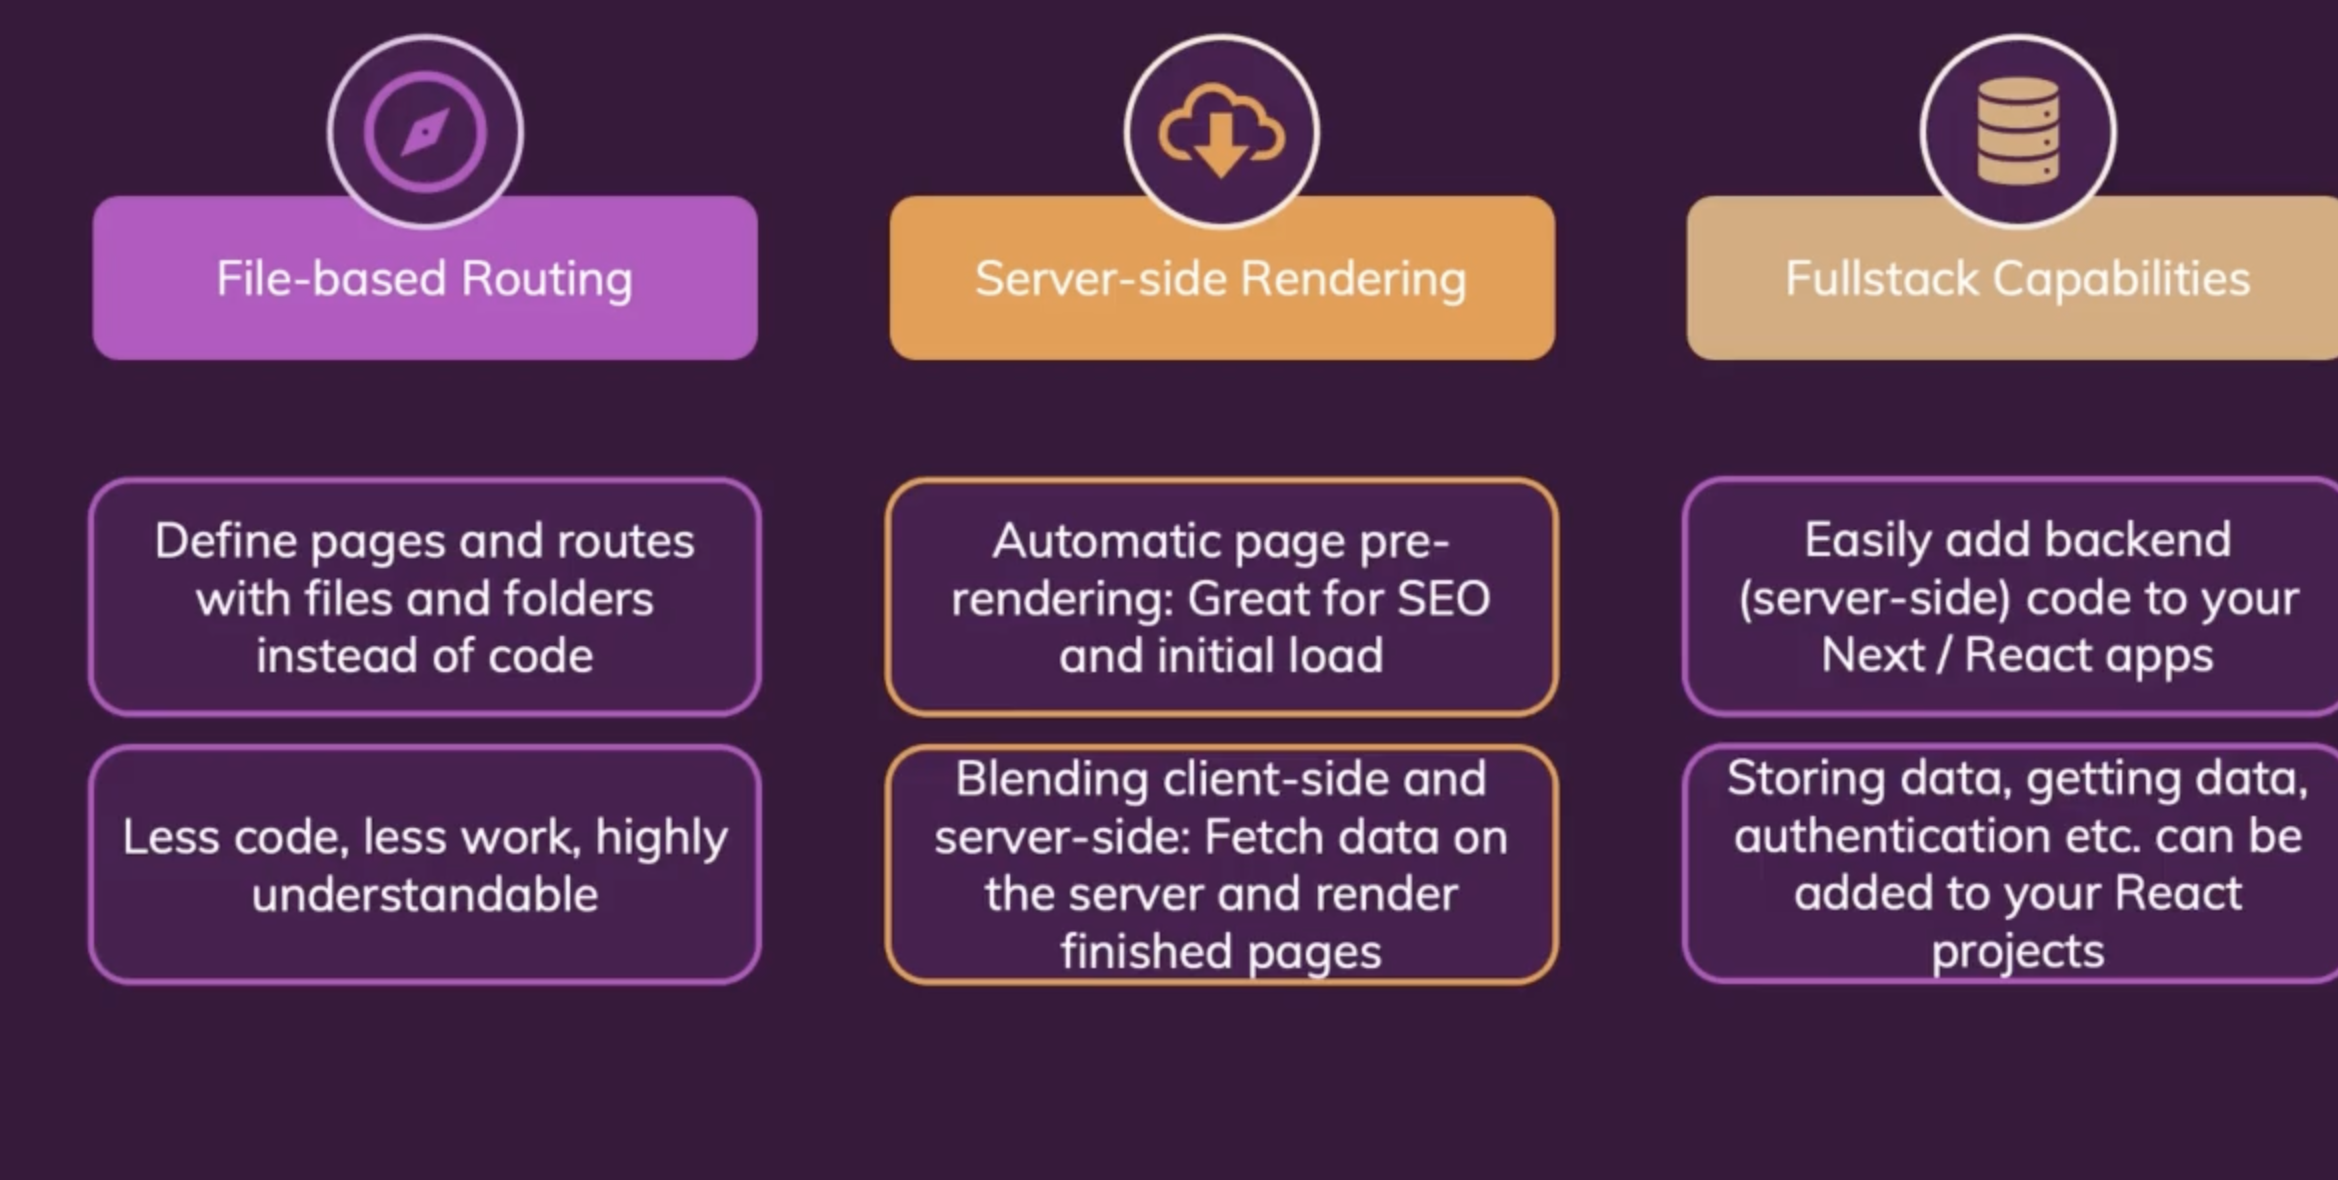 File-based Routing
Server-side Rendering
Fullstack Capabilities
Define pages and routes
with files and folders
instead of code
Automatic page pre-
rendering: Great for SEO
and initial load
Easily add backend
(server-side) code to your
Next / React apps
Less code, less work, highly
understandable
Blending client-side and
server-side: Fetch data on
the server and render
finished pages
Storing data, getting data,
authentication etc. can be
added to your React
projects